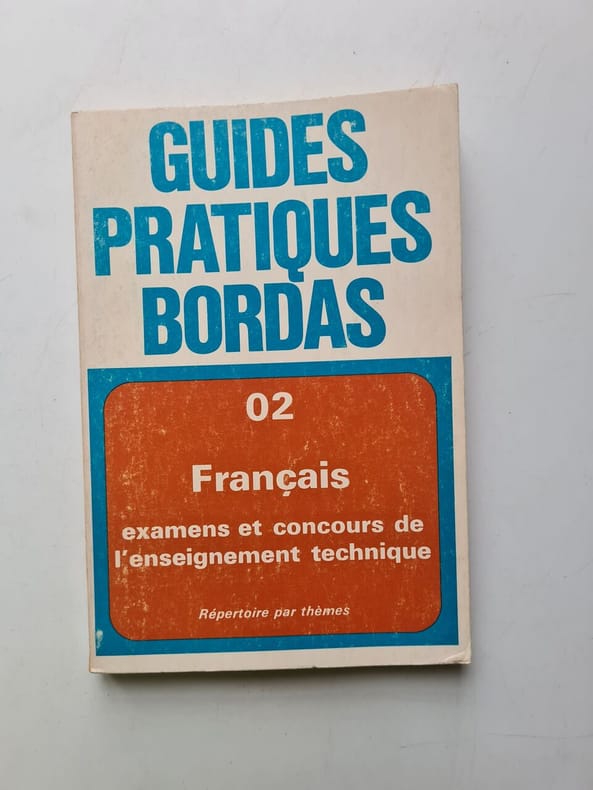 GUIDES
PRATIQUES
BORDAS
02
Français
examens et concours de
l'enseignement technique
Répertoire par thèmes